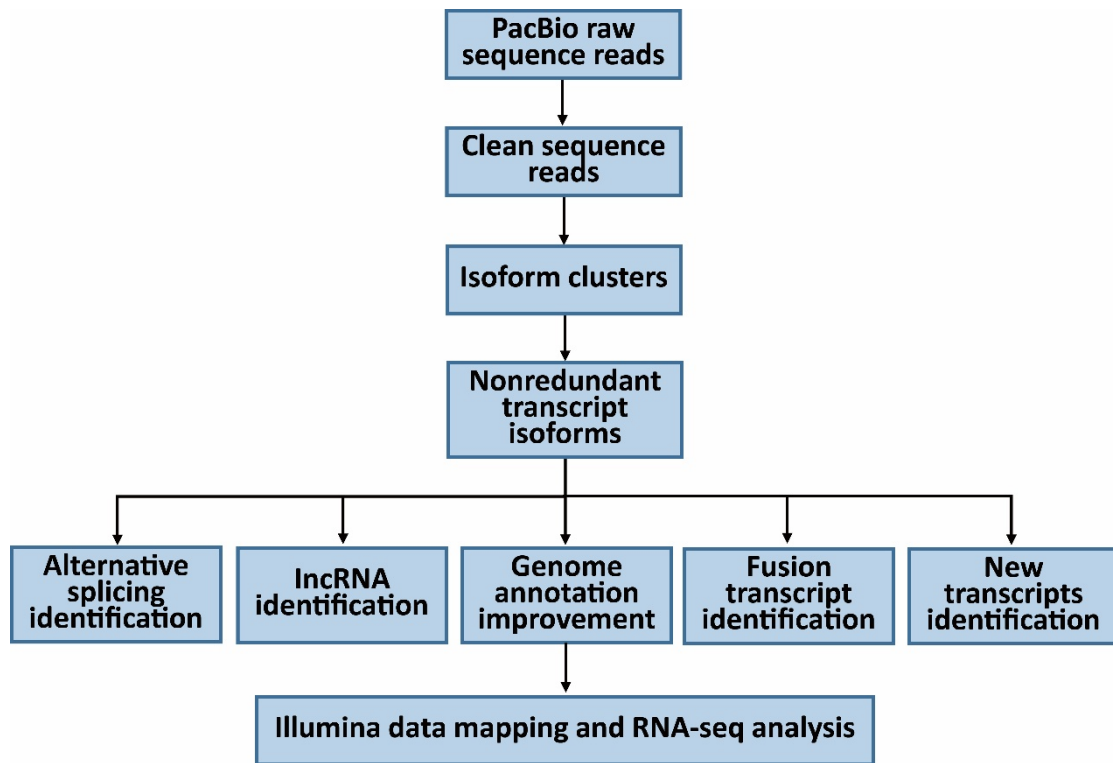 PacBio raw
sequence reads
Clean sequence
reads
Isoform clusters
Nonredundant
transcript
isoforms
Alternative
splicing
identification
lncRNA
identification
Genome
annotation
improvement
Fusion
transcript
identification
New
transcripts
identification
Illumina data mapping and RNA-seq analysis